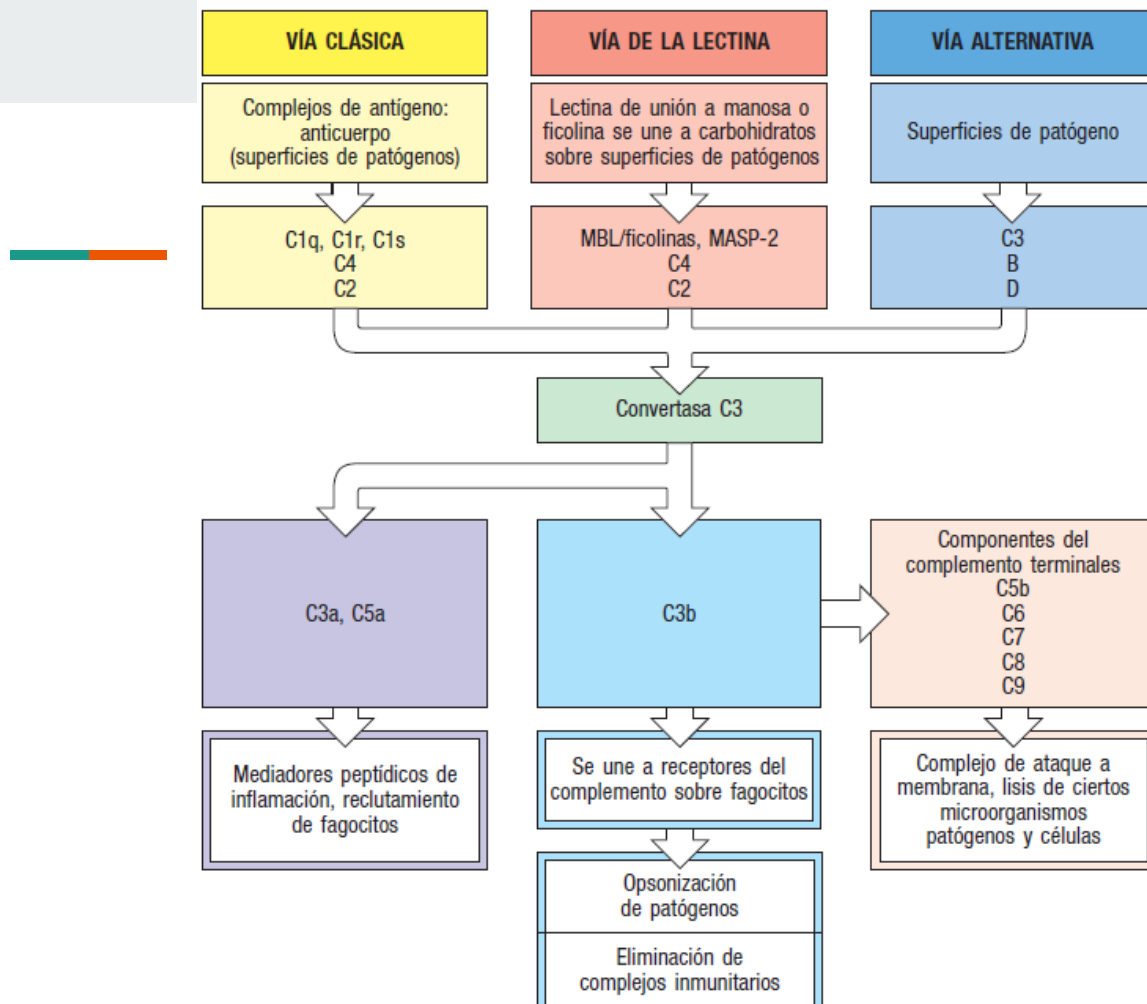 VÍA CLÁSICA
VÍA DE LA LECTINA
VÍA ALTERNATIVA
Complejos de antígeno:
anticuerpo
(superficies de patógenos)
Lectina de unión a manosa o
ficolina se une a carbohidratos
sobre superficies de patógenos
Superficies de patógeno
C1q, C1r, C1s
C4
C2
MBL/ficolinas, MASP-2
C4
C2
C3
B
D
Convertasa C3
C3a, C5a
C3b
Componentes del
complemento terminales
C5b
C6
C7
C8
C9
Mediadores peptídicos de
inflamación, reclutamiento
de fagocitos
Se une a receptores del
complemento sobre fagocitos
Complejo de ataque a
membrana, lisis de ciertos
microorganismos
patógenos y células
Opsonización
de patógenos
Eliminación de
complejos inmunitarios